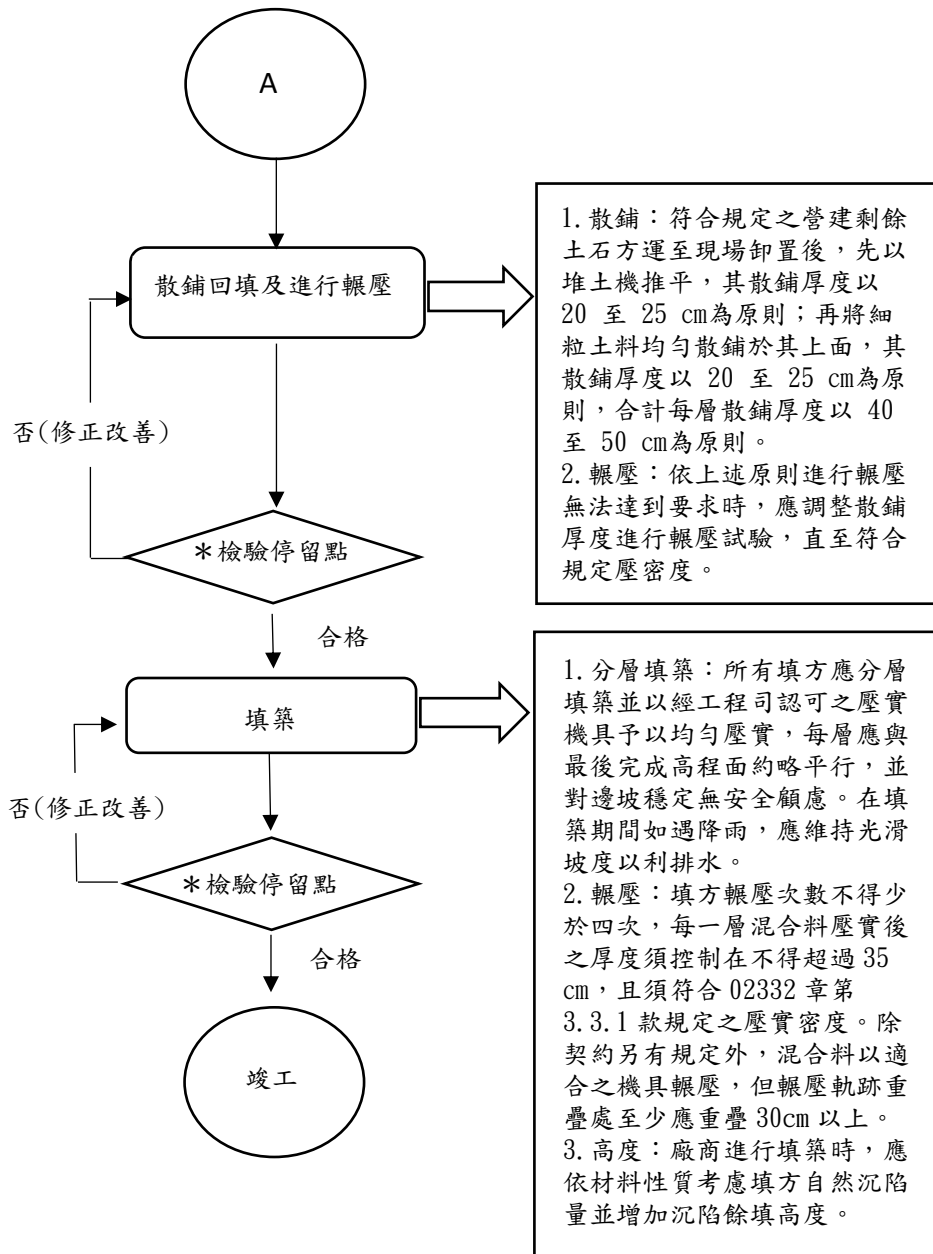 A
散鋪回填及進行輾壓
1.散鋪：符合規定之營建剩餘
土石方運至現場卸置後，先以
堆土機推平，其散鋪厚度以
20 至 25 cm為原則；再將細
粒土料均勻散鋪於其上面，其
散鋪厚度以 20 至 25 cm為原
則，合計每層散鋪厚度以 40
至 50 cm為原則。
2.輾壓：依上述原則進行輾壓
無法達到要求時，應調整散鋪
厚度進行輾壓試驗，直至符合
規定壓密度。
否(修正改善)
＊檢驗停留點
合格
填築
1.分層填築：所有填方應分層
填築並以經工程司認可之壓實
機具予以均勻壓實，每層應與
最後完成高程面約略平行，並
對邊坡穩定無安全顧慮。在填
築期間如遇降雨，應維持光滑
坡度以利排水。
2.輾壓：填方輾壓次數不得少
於四次，每一層混合料壓實後
之厚度須控制在不得超過 35
cm，且須符合 02332 章第
3.3.1 款規定之壓實密度。除
契約另有規定外，混合料以適
合之機具輾壓，但輾壓軌跡重
疊處至少應重疊 30cm 以上。
3.高度：廠商進行填築時，應
依材料性質考慮填方自然沉陷
量並增加沉陷餘填高度。
否(修正改善)
＊檢驗停留點
合格
竣工